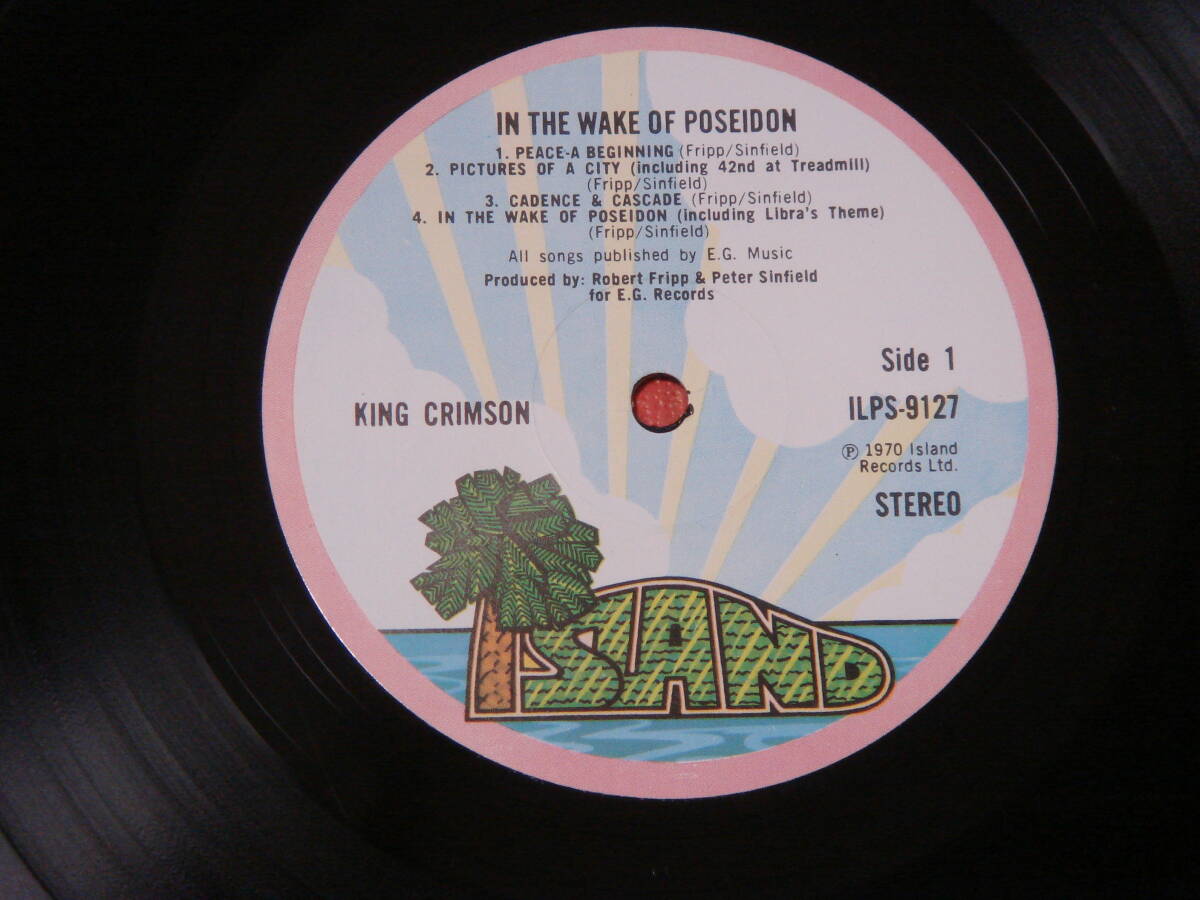 IN THE WAKE OF POSEIDON
1. PEACE-A BEGINNING (Fripp/Sinfield)
2. PICTURES OF A CITY (including 42nd at Treadmill)
(Fripp/Sinfield)
3. CADENCE & CASCADE (Fripp/Sinfield)
4. IN THE WAKE OF POSEIDON (including Libra's Theme)
(Fripp/Sinfield)
All songs published by E.G. Music
Produced by: Robert Fripp & Peter Sinfield
for E.G. Records
Side 1
KING CRIMSON
ILPS-9127
℗ 1970 Island
Records Ltd.
STEREO
ISLAND